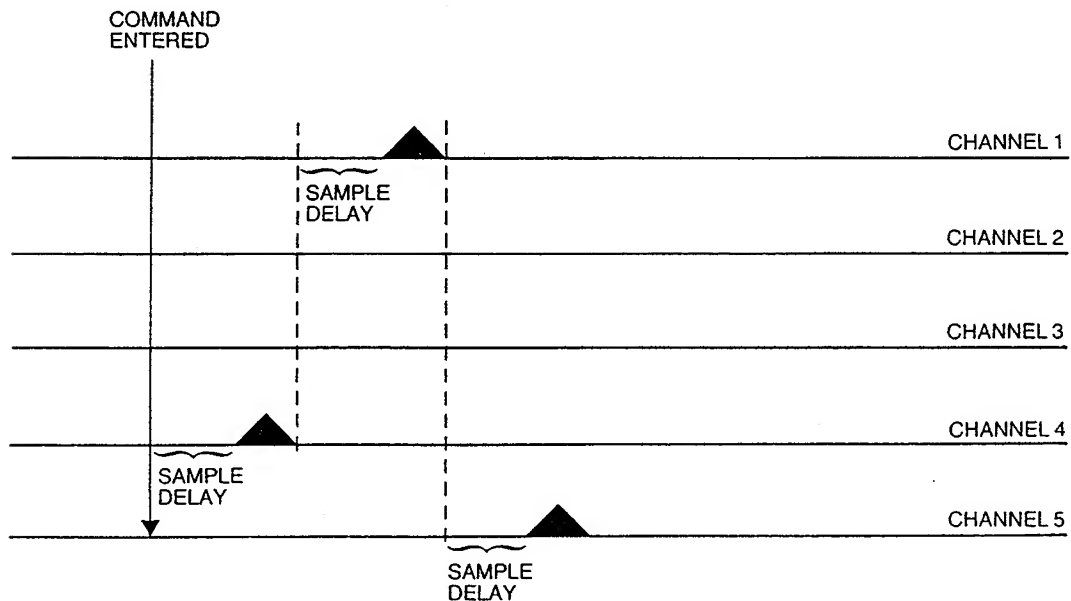 COMMAND
ENTERED
CHANNEL 1
SAMPLE
DELAY
CHANNEL 2
CHANNEL 3
CHANNEL 4
SAMPLE
DELAY
CHANNEL 5
SAMPLE
DELAY